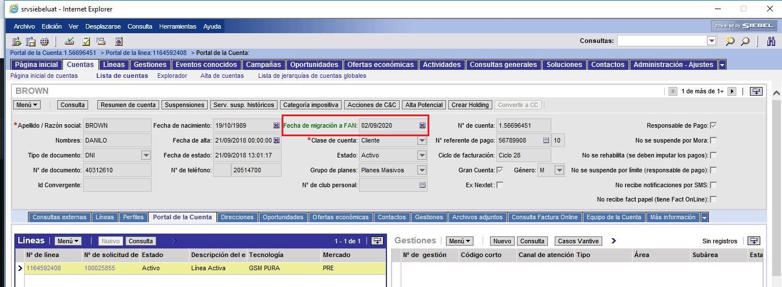 srvsiebeluat - Internet Explorer
Archivo Edición Ver Desplazarse Consulta Herramientas Ayuda
powered by SIEBEL
Consultas:
Portal de la Cuenta:1.56696451 > Portal de la línea:1164592408 > Portal de la Cuenta:
Página inicial Cuentas Líneas Gestiones Eventos conocidos Campañas Oportunidades Ofertas económicas Actividades Consultas generales Soluciones Contactos Administración - Ajustes
Página inicial de cuentas Lista de cuentas Explorador Alta de cuentas Lista de jerarquías de cuentas globales
BROWN
1 de más de 1+
Menú Consulta Resumen de cuenta Suspensiones Serv. susp. históricos Categoría impositiva Acciones de C&C Alta Potencial Crear Holding Convertir a CC
*Apellido / Razón social: BROWN Fecha de nacimiento: 19/10/1989 Fecha de migración a FAN: 02/09/2020 N° de cuenta: 1.56696451 Responsable de Pago:
Nombres: DANILO Fecha de alta: 21/09/2018 00:00:00 *Clase de cuenta: Cliente N° referente de pago: 56789908 10 No se suspende por Mora:
Tipo de documento: DNI Fecha de estado: 21/09/2018 13:01:17 Estado: Activo Ciclo de facturación: Ciclo 28 No se rehabilita (se deben imputar los pagos):
N° de documento: 40312610 N° de teléfono: 20514700 Grupo de planes: Planes Masivos Gran Cuenta: Género: M No se suspende por límite (responsable de pago):
Id Convergente: N° de club personal: Ex Nextel: No recibe notificaciones por SMS:
No recibe fact papel (tiene Fact OnLine):
Consultas externas Líneas Perfiles Portal de la Cuenta Direcciones Oportunidades Ofertas económicas Contactos Gestiones Archivos adjuntos Consulta Factura Online Equipo de la Cuenta Más información
Líneas Menú Nuevo Consulta 1 - 1 de 1
Gestiones Menú Nuevo Consulta Casos Vantive Sin registros
N° de línea N° de solicitud de Estado Descripción del e Tecnología Mercado
N° de gestión Código corto Canal de atención Tipo Área Subárea Esta
1164592408 100025855 Activo Línea Activa GSM PURA PRE